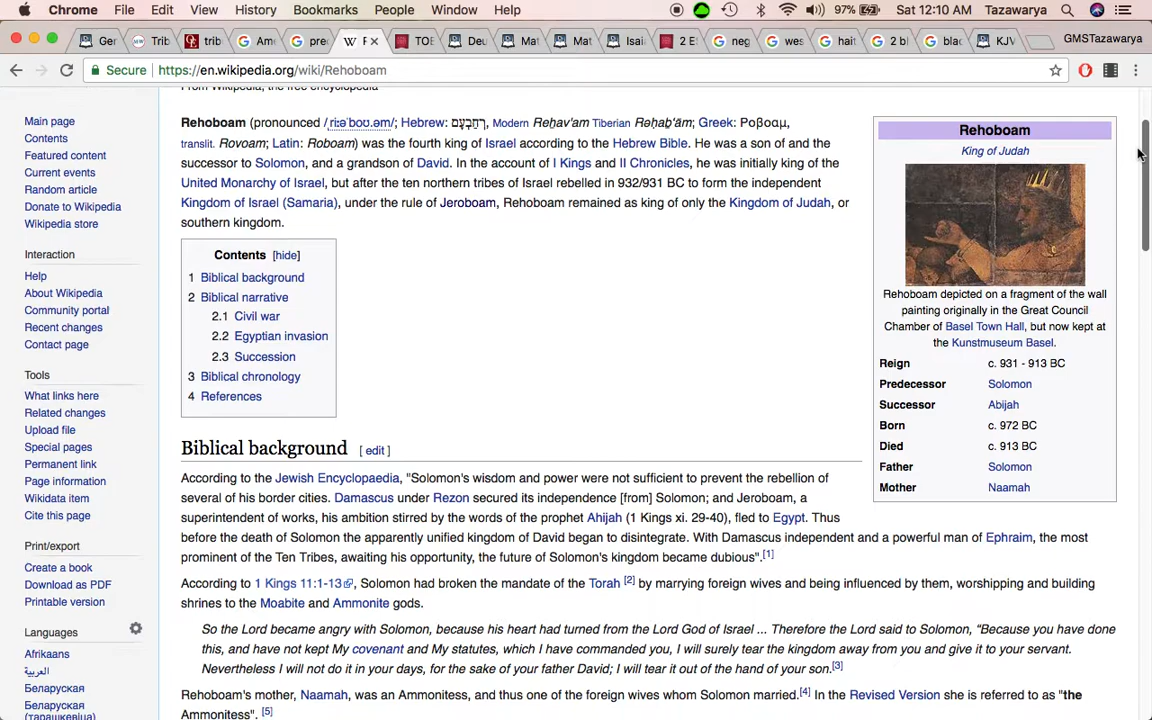 Chrome File Edit View History Bookmarks People Window Help 97% Sat 12:10 AM Tazawarya
Ger Trib trib Ame pre TOE Deu Mat Mat Isai 2 E neg wes hait 2 bl blac KJV GMSTazawarya
Secure https://en.wikipedia.org/wiki/Rehoboam
From Wikipedia, the free encyclopedia
Main page
Contents
Featured content
Current events
Random article
Donate to Wikipedia
Wikipedia store
Interaction
Help
About Wikipedia
Community portal
Recent changes
Contact page
Tools
What links here
Related changes
Upload file
Special pages
Permanent link
Page information
Wikidata item
Cite this page
Print/export
Create a book
Download as PDF
Printable version
Languages
Afrikaans
العربية
Беларуская
Беларуская
(тарашкевіца)
Rehoboam (pronounced /ˌriːəˈboʊ.əm/; Hebrew: רְחַבְעָם, Modern Reẖav'am Tiberian Rəḥaḇ'ām; Greek: Ροβοαμ,
translit. Rovoam; Latin: Roboam) was the fourth king of Israel according to the Hebrew Bible. He was a son of and the
successor to Solomon, and a grandson of David. In the account of I Kings and II Chronicles, he was initially king of the
United Monarchy of Israel, but after the ten northern tribes of Israel rebelled in 932/931 BC to form the independent
Kingdom of Israel (Samaria), under the rule of Jeroboam, Rehoboam remained as king of only the Kingdom of Judah, or
southern kingdom.
Contents [hide]
1 Biblical background
2 Biblical narrative
2.1 Civil war
2.2 Egyptian invasion
2.3 Succession
3 Biblical chronology
4 References
Rehoboam
King of Judah
Rehoboam depicted on a fragment of the wall
painting originally in the Great Council
Chamber of Basel Town Hall, but now kept at
the Kunstmuseum Basel.
Reign c. 931 - 913 BC
Predecessor Solomon
Successor Abijah
Born c. 972 BC
Died c. 913 BC
Father Solomon
Mother Naamah
Biblical background [ edit ]
According to the Jewish Encyclopaedia, "Solomon's wisdom and power were not sufficient to prevent the rebellion of
several of his border cities. Damascus under Rezon secured its independence [from] Solomon; and Jeroboam, a
superintendent of works, his ambition stirred by the words of the prophet Ahijah (1 Kings xi. 29-40), fled to Egypt. Thus
before the death of Solomon the apparently unified kingdom of David began to disintegrate. With Damascus independent and a powerful man of Ephraim, the most
prominent of the Ten Tribes, awaiting his opportunity, the future of Solomon's kingdom became dubious".[1]
According to 1 Kings 11:1-13, Solomon had broken the mandate of the Torah [2] by marrying foreign wives and being influenced by them, worshipping and building
shrines to the Moabite and Ammonite gods.
So the Lord became angry with Solomon, because his heart had turned from the Lord God of Israel ... Therefore the Lord said to Solomon, "Because you have done
this, and have not kept My covenant and My statutes, which I have commanded you, I will surely tear the kingdom away from you and give it to your servant.
Nevertheless I will not do it in your days, for the sake of your father David; I will tear it out of the hand of your son.[3]
Rehoboam's mother, Naamah, was an Ammonitess, and thus one of the foreign wives whom Solomon married.[4] In the Revised Version she is referred to as "the
Ammonitess". [5]